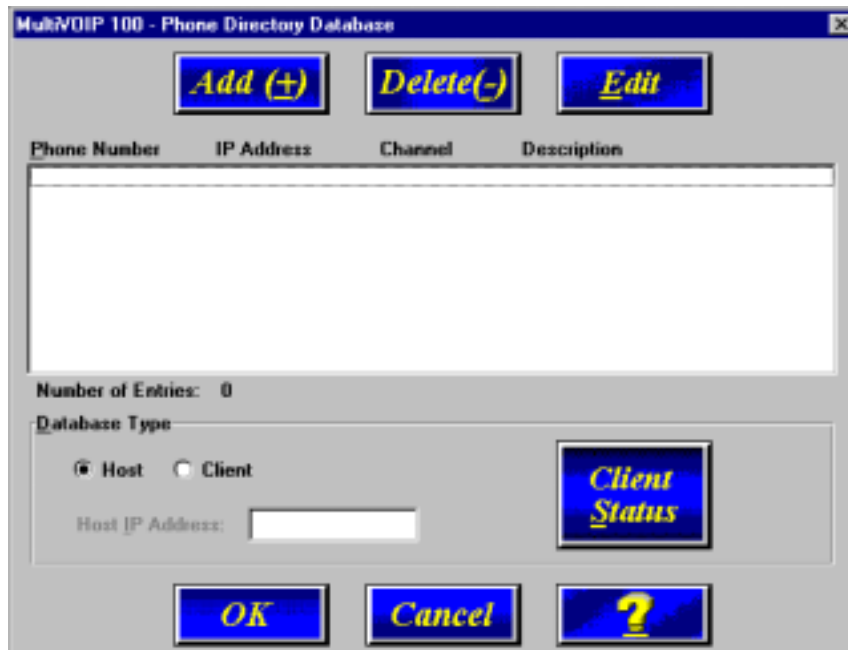 MultiVOIP 100 - Phone Directory Database
Add (+) Delete(-) Edit
Phone Number IP Address Channel Description
Number of Entries: 0
Database Type
Host Client
Host IP Address:
Client
Status
OK Cancel ?